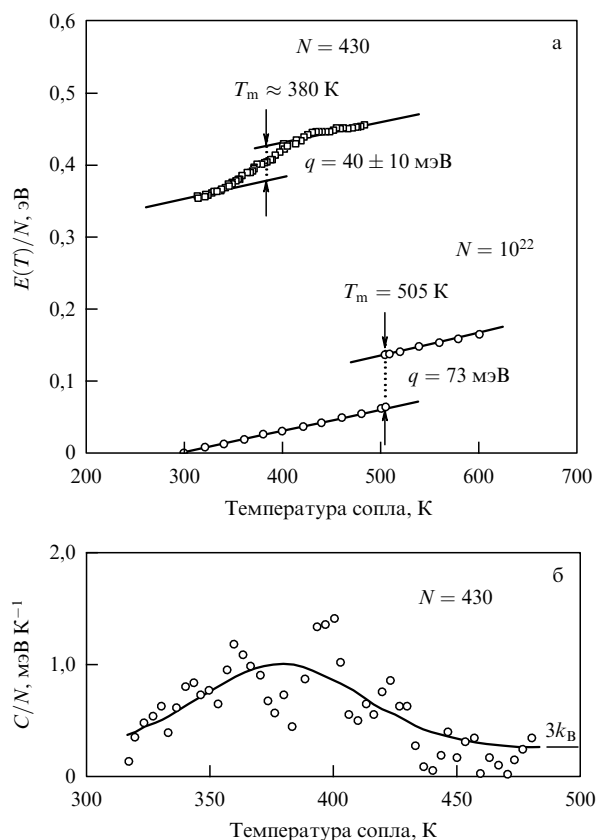 0,6
N = 430
а
T_m ≈ 380 К
0,5
0,4
q = 40 ± 10 мэВ
0,3
N = 10^22
T_m = 505 К
0,2
0,1
q = 73 мэВ
0
E(T)/N, эВ
200 300 400 500 600 700
Температура сопла, К
2,0
N = 430
б
1,0
3k_B
0
C/N, мэВ К^−1
300 350 400 450 500
Температура сопла, К